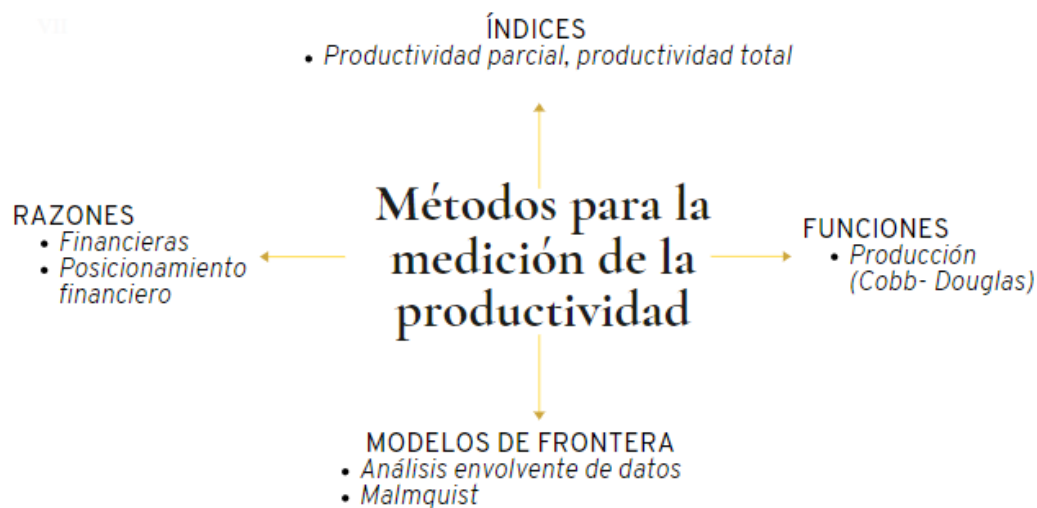 ÍNDICES
• Productividad parcial, productividad total
Métodos para la
medición de la
productividad
RAZONES
• Financieras
• Posicionamiento
financiero
FUNCIONES
• Producción
(Cobb- Douglas)
MODELOS DE FRONTERA
• Análisis envolvente de datos
• Malmquist